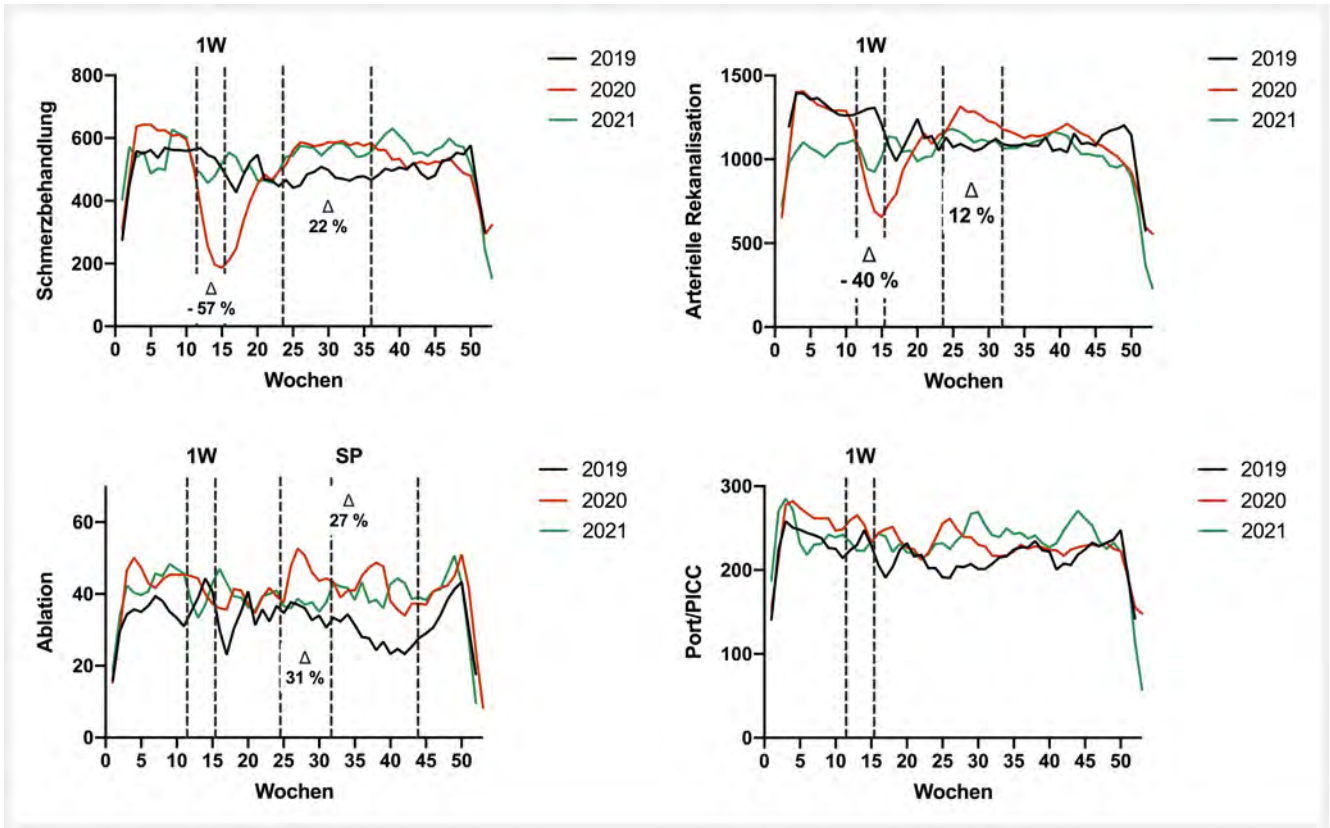 1W
2019
2020
2021
Schmerzbehandlung
800
600
400
200
0
Δ
22 %
Δ
- 57 %
0 5 10 15 20 25 30 35 40 45 50
Wochen
1W
2019
2020
2021
Arterielle Rekanalisation
1500
1000
500
0
Δ
12 %
Δ
- 40 %
0 5 10 15 20 25 30 35 40 45 50
Wochen
1W
SP
2019
2020
2021
Ablation
60
40
20
0
Δ
27 %
Δ
31 %
0 5 10 15 20 25 30 35 40 45 50
Wochen
1W
2019
2020
2021
Port/PICC
300
200
100
0
0 5 10 15 20 25 30 35 40 45 50
Wochen